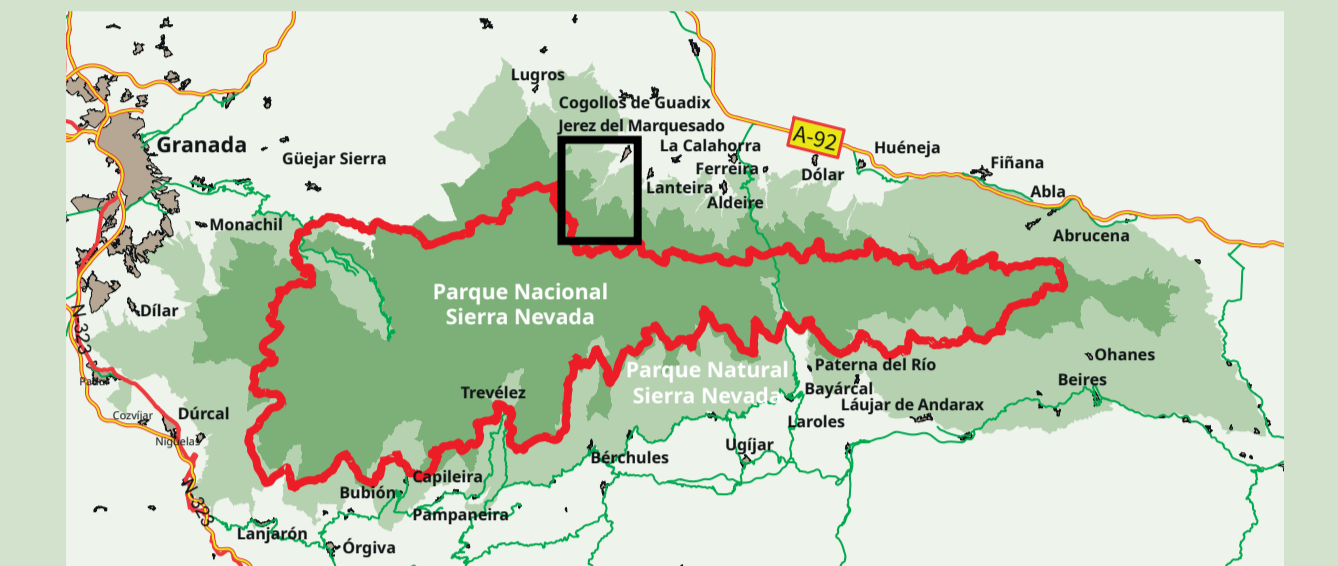 Lugros
Cogollos de Guadix
Jerez del Marquesado
A-92
Granada
Güejar Sierra
La Calahorra
Huéneja
Ferreira
Dólar
Fiñana
Lanteira
Aldeire
Abla
Monachil
Abrucena
Dílar
Parque Nacional
Sierra Nevada
N-323
Ohanes
Parque Natural
Sierra Nevada
Paterna del Río
Padul
Trevélez
Bayárcal
Beires
Láujar de Andarax
Cozvíjar
Dúrcal
Laroles
Nigüelas
Ugíjar
Bérchules
Capileira
Bubión
N-323
Pampaneira
Lanjarón
Órgiva